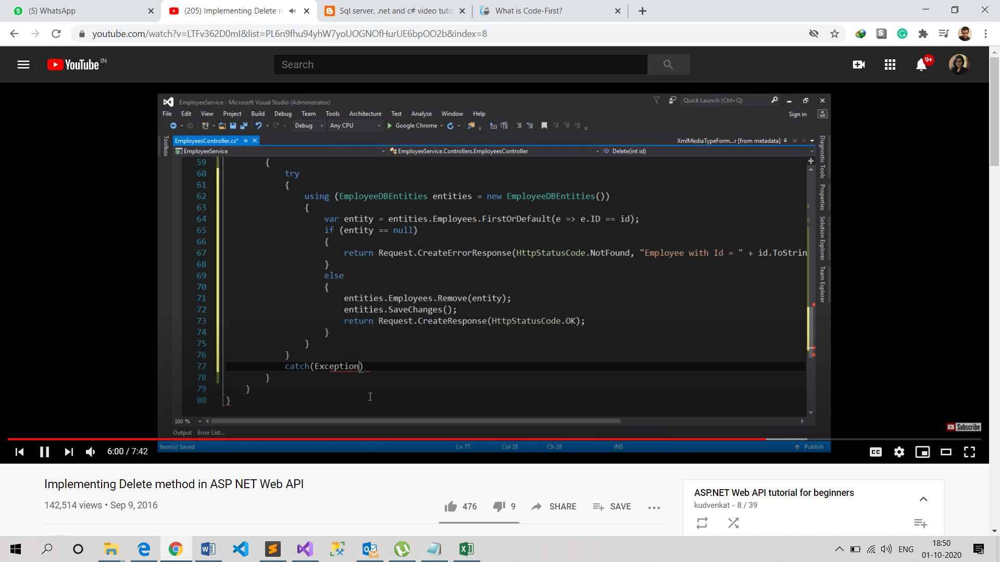 (5) WhatsApp
(205) Implementing Delete m
Sql server, .net and c# video tuto
What is Code-First?
youtube.com/watch?v=LTFv362D0mI&list=PL6n9fhu94yhW7yoUOGNOfHurUE6bpOO2b&index=8
YouTube IN
Search
9+
EmployeeService - Microsoft Visual Studio (Administrator)
Quick Launch (Ctrl+Q)
File Edit View Project Build Debug Team Tools Architecture Test Analyze Window Help
Sign in
Debug Any CPU Google Chrome
Toolbox
EmployeesController.cs*
XmlMediaTypeForm...r [from metadata]
EmployeeService
EmployeeService.Controllers.EmployeesController
Delete(int id)
Diagnostic Tools
Properties
Solution Explorer
Team Explorer
59 {
60 try
61 {
62 using (EmployeeDBEntities entities = new EmployeeDBEntities())
63 {
64 var entity = entities.Employees.FirstOrDefault(e => e.ID == id);
65 if (entity == null)
66 {
67 return Request.CreateErrorResponse(HttpStatusCode.NotFound, "Employee with Id = " + id.ToStrin
68 }
69 else
70 {
71 entities.Employees.Remove(entity);
72 entities.SaveChanges();
73 return Request.CreateResponse(HttpStatusCode.OK);
74 }
75 }
76 }
77 catch(Exception)
78 }
79 }
80 }
100 %
Output Error List...
Subscribe
Item(s) Saved Ln 77 Col 28 Ch 28 INS Publish
6:00 / 7:42
CC
Implementing Delete method in ASP NET Web API
142,514 views • Sep 9, 2016
476 9 SHARE SAVE
ASP.NET Web API tutorial for beginners
kudvenkat - 8 / 39
ENG
18:50
01-10-2020